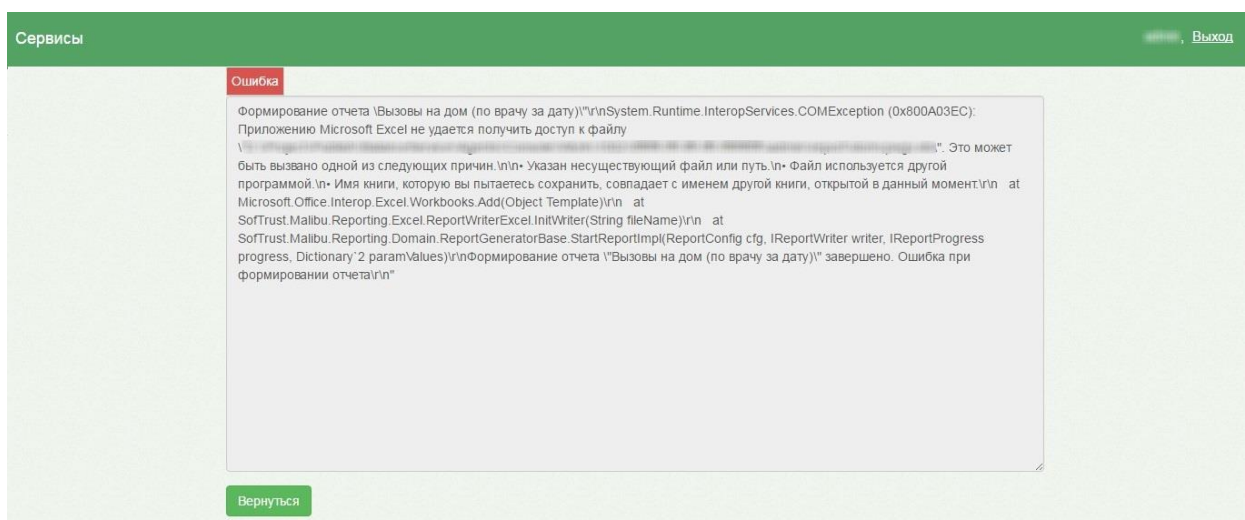 Сервисы
, Выход
Ошибка
Формирование отчета \Вызовы на дом (по врачу за дату)\"\r\nSystem.Runtime.InteropServices.COMException (0x800A03EC):
Приложению Microsoft Excel не удается получить доступ к файлу
\ ". Это может
быть вызвано одной из следующих причин.\n\n• Указан несуществующий файл или путь.\n• Файл используется другой
программой.\n• Имя книги, которую вы пытаетесь сохранить, совпадает с именем другой книги, открытой в данный момент.\r\n at
Microsoft.Office.Interop.Excel.Workbooks.Add(Object Template)\r\n at
SofTrust.Malibu.Reporting.Excel.ReportWriterExcel.InitWriter(String fileName)\r\n at
SofTrust.Malibu.Reporting.Domain.ReportGeneratorBase.StartReportImpl(ReportConfig cfg, IReportWriter writer, IReportProgress
progress, Dictionary`2 paramValues)\r\nФормирование отчета \"Вызовы на дом (по врачу за дату)\" завершено. Ошибка при
формировании отчета\r\n"
Вернуться